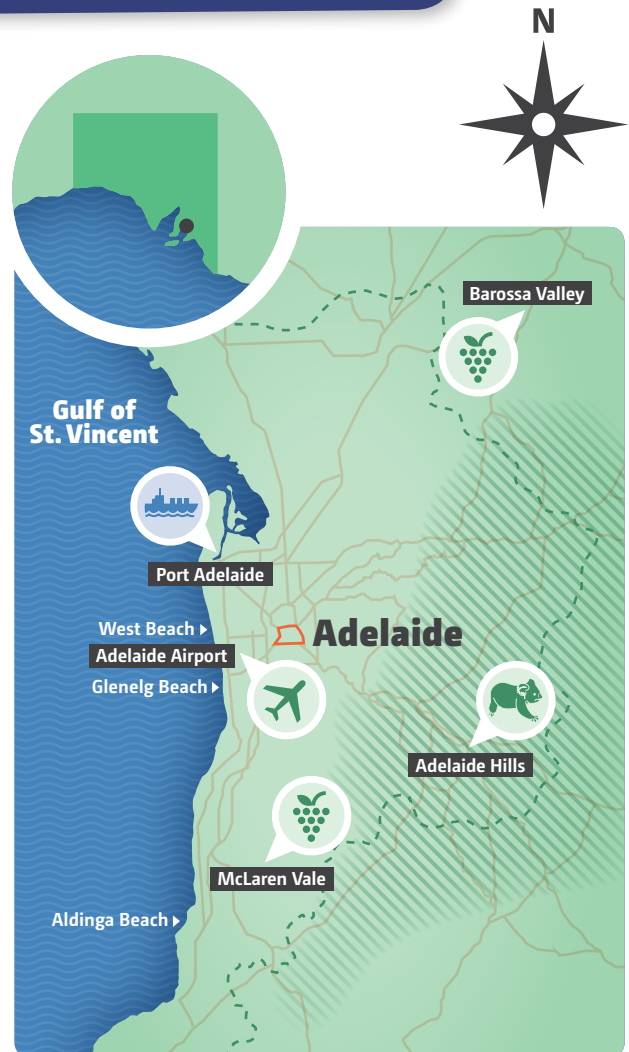 N
Barossa Valley
Gulf of
St. Vincent
Port Adelaide
West Beach
Adelaide
Adelaide Airport
Glenelg Beach
Adelaide Hills
McLaren Vale
Aldinga Beach